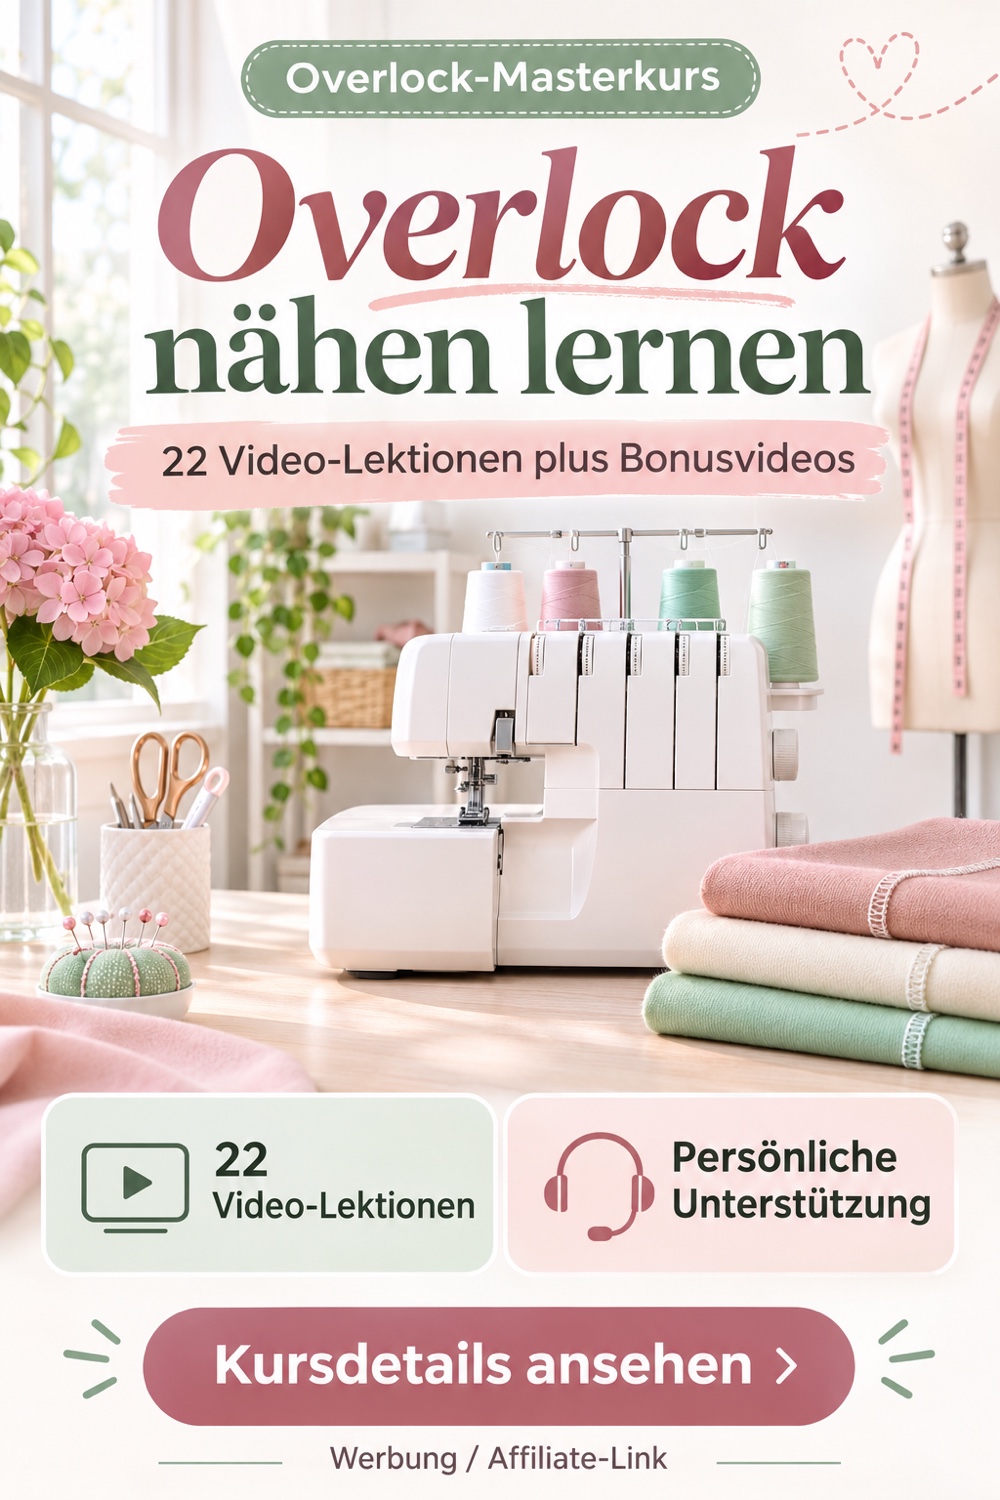 Overlock-Masterkurs
Overlock
nähen lernen
22 Video-Lektionen plus Bonusvideos
22
Video-Lektionen
Persönliche
Unterstützung
Kursdetails ansehen
Werbung / Affiliate-Link